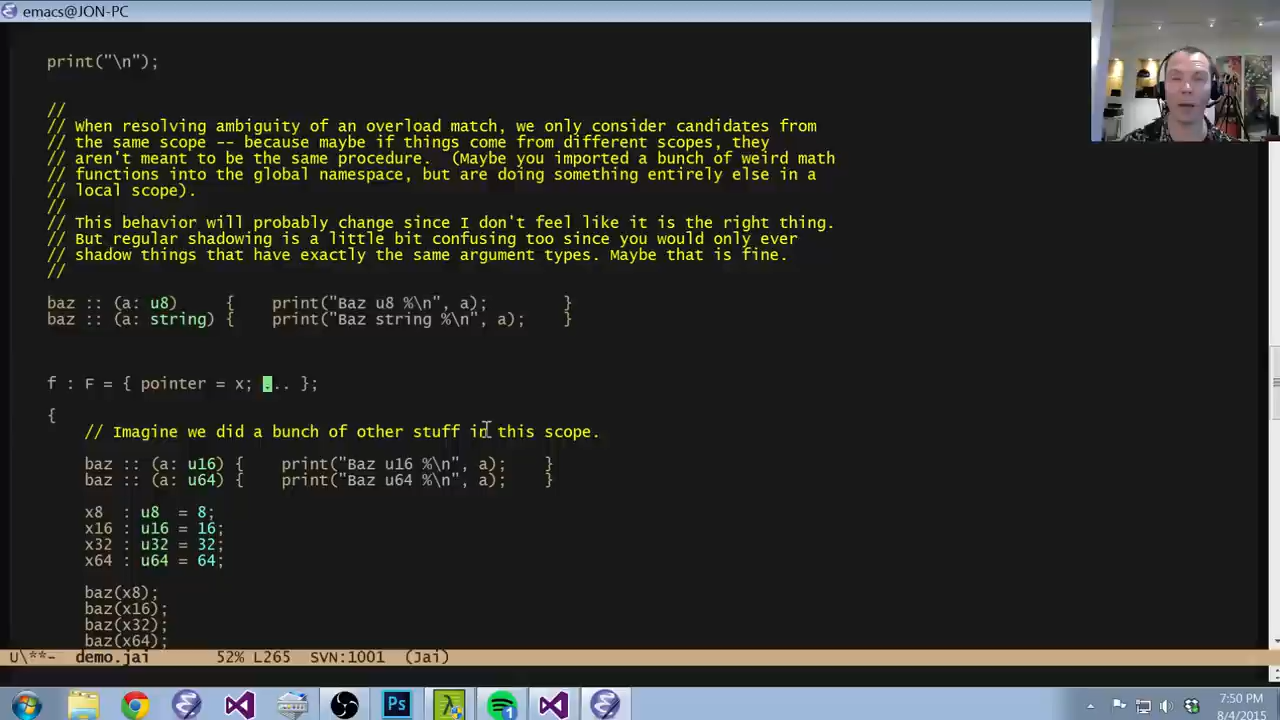 emacs@JON-PC
print("\n");
//
// When resolving ambiguity of an overload match, we only consider candidates from
// the same scope -- because maybe if things come from different scopes, they
// aren't meant to be the same procedure.  (Maybe you imported a bunch of weird math
// functions into the global namespace, but are doing something entirely else in a
// local scope).
//
// This behavior will probably change since I don't feel like it is the right thing.
// But regular shadowing is a little bit confusing too since you would only ever
// shadow things that have exactly the same argument types. Maybe that is fine.
//
baz :: (a: u8)     {    print("Baz u8 %\n", a);        }
baz :: (a: string) {    print("Baz string %\n", a);    }
f : F = { pointer = x; ... };
{
// Imagine we did a bunch of other stuff in this scope.
baz :: (a: u16) {    print("Baz u16 %\n", a);    }
baz :: (a: u64) {    print("Baz u64 %\n", a);    }
x8  : u8  = 8;
x16 : u16 = 16;
x32 : u32 = 32;
x64 : u64 = 64;
baz(x8);
baz(x16);
baz(x32);
baz(x64);
U\**-  demo.jai       52% L265  SVN:1001  (Jai)
Ps
1
7:50 PM
8/4/2015